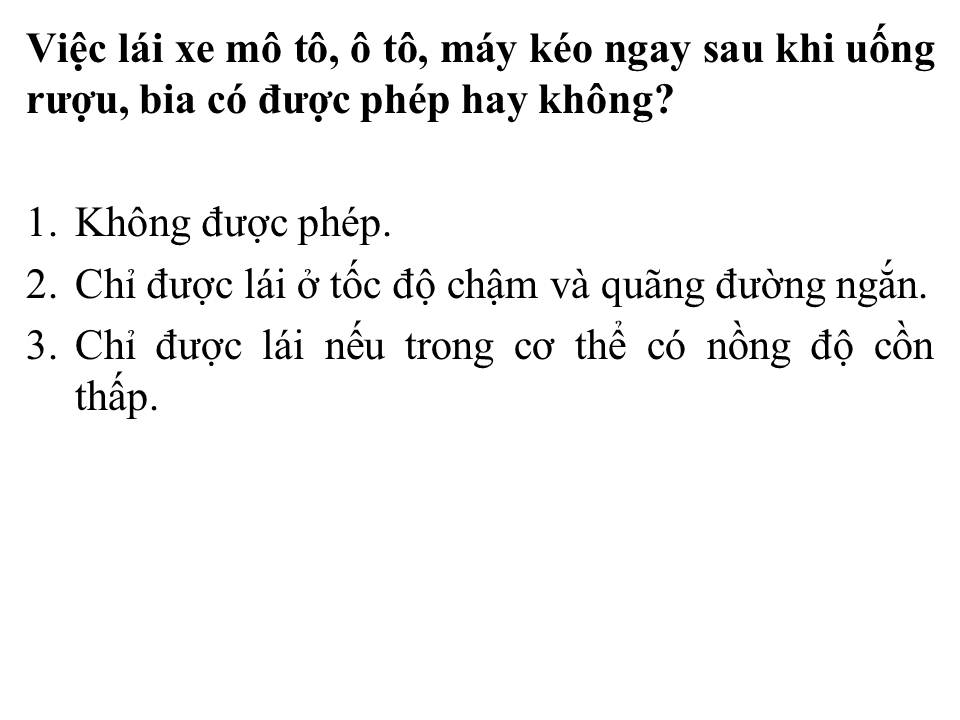 Việc lái xe mô tô, ô tô, máy kéo ngay sau khi uống
rượu, bia có được phép hay không?
1. Không được phép.
2. Chỉ được lái ở tốc độ chậm và quãng đường ngắn.
3. Chỉ được lái nếu trong cơ thể có nồng độ cồn
thấp.